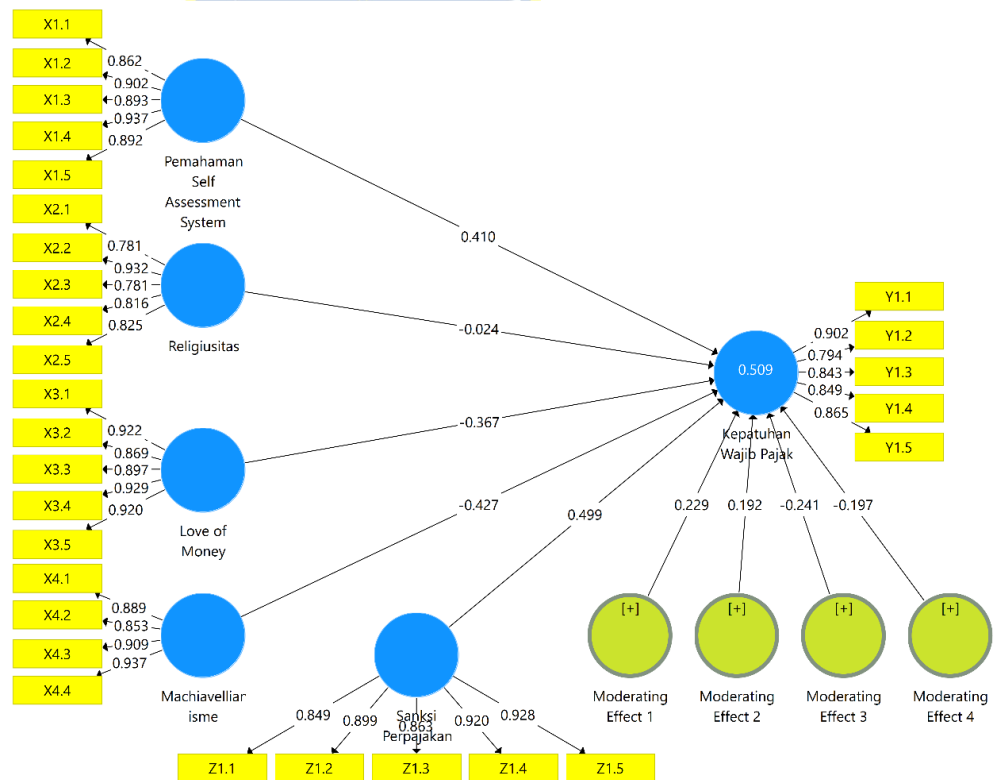 X1.1
X1.2
X1.3
X1.4
X1.5
0.862
0.902
0.893
0.937
0.892
Pemahaman
Self
Assessment
System
X2.1
X2.2
X2.3
X2.4
X2.5
0.781
0.932
0.781
0.816
0.825
Religiusitas
X3.1
X3.2
X3.3
X3.4
X3.5
0.922
0.869
0.897
0.929
0.920
Love of
Money
X4.1
X4.2
X4.3
X4.4
0.889
0.853
0.909
0.937
Machiavellian
isme
0.410
-0.024
-0.367
-0.427
0.499
0.509
Kepatuhan
Wajib Pajak
0.902
0.794
0.843
0.849
0.865
Y1.1
Y1.2
Y1.3
Y1.4
Y1.5
0.229
0.192
-0.241
-0.197
[+]
[+]
[+]
[+]
Moderating
Effect 1
Moderating
Effect 2
Moderating
Effect 3
Moderating
Effect 4
Sanksi
Perpajakan
0.849
0.899
0.863
0.920
0.928
Z1.1
Z1.2
Z1.3
Z1.4
Z1.5